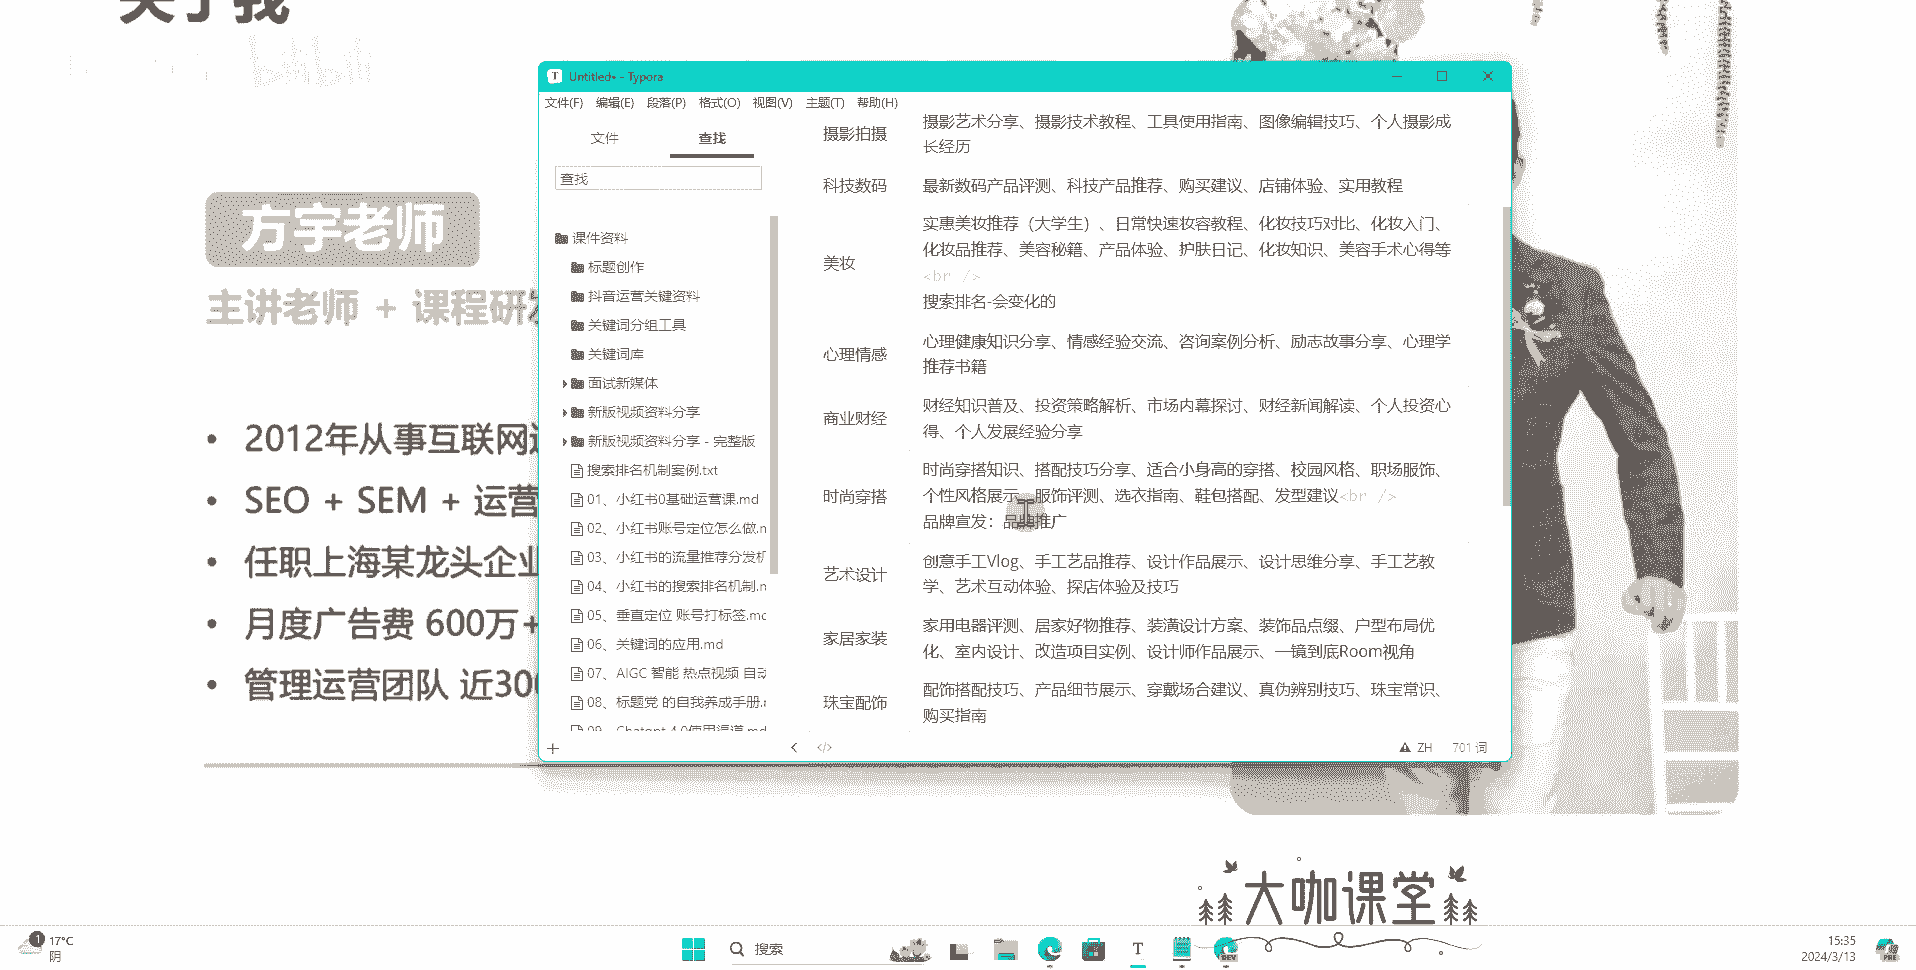 关于我
bilibili
方宇老师
主讲老师 + 课程研发
2012年从事互联网运
SEO + SEM + 运营
任职上海某龙头企业
月度广告费 600万+
管理运营团队 近300
Untitled• - Typora
文件(F) 编辑(E) 段落(P) 格式(O) 视图(V) 主题(T) 帮助(H)
文件 查找
查找
课件资料
标题创作
抖音运营关键资料
关键词分组工具
关键词库
面试新媒体
新版视频资料分享
新版视频资料分享 - 完整版
搜索排名机制案例.txt
01、小红书0基础运营课.md
02、小红书账号定位怎么做.m
03、小红书的流量推荐分发机
04、小红书的搜索排名机制.m
05、垂直定位 账号打标签.mc
06、关键词的应用.md
07、AIGC 智能 热点视频 自动
08、标题党 的自我养成手册.r
09、Chatgpt 4.0使用渠道.md
摄影拍摄
摄影艺术分享、摄影技术教程、工具使用指南、图像编辑技巧、个人摄影成
长经历
科技数码
最新数码产品评测、科技产品推荐、购买建议、店铺体验、实用教程
美妆
实惠美妆推荐（大学生）、日常快速妆容教程、化妆技巧对比、化妆入门、
化妆品推荐、美容秘籍、产品体验、护肤日记、化妆知识、美容手术心得等
<br />
搜索排名-会变化的
心理情感
心理健康知识分享、情感经验交流、咨询案例分析、励志故事分享、心理学
推荐书籍
商业财经
财经知识普及、投资策略解析、市场内幕探讨、财经新闻解读、个人投资心
得、个人发展经验分享
时尚穿搭
时尚穿搭知识、搭配技巧分享、适合小身高的穿搭、校园风格、职场服饰、
个性风格展示、服饰评测、选衣指南、鞋包搭配、发型建议<br />
品牌宣发：品牌推广
艺术设计
创意手工Vlog、手工艺品推荐、设计作品展示、设计思维分享、手工艺教
学、艺术互动体验、探店体验及技巧
家居家装
家用电器评测、居家好物推荐、装潢设计方案、装饰品点缀、户型布局优
化、室内设计、改造项目实例、设计师作品展示、一镜到底Room视角
珠宝配饰
配饰搭配技巧、产品细节展示、穿戴场合建议、真伪辨别技巧、珠宝常识、
购买指南
ZH 701 词
大咖课堂
1 17°C
阴
搜索
T
DEV
15:35
2024/3/13
PRE